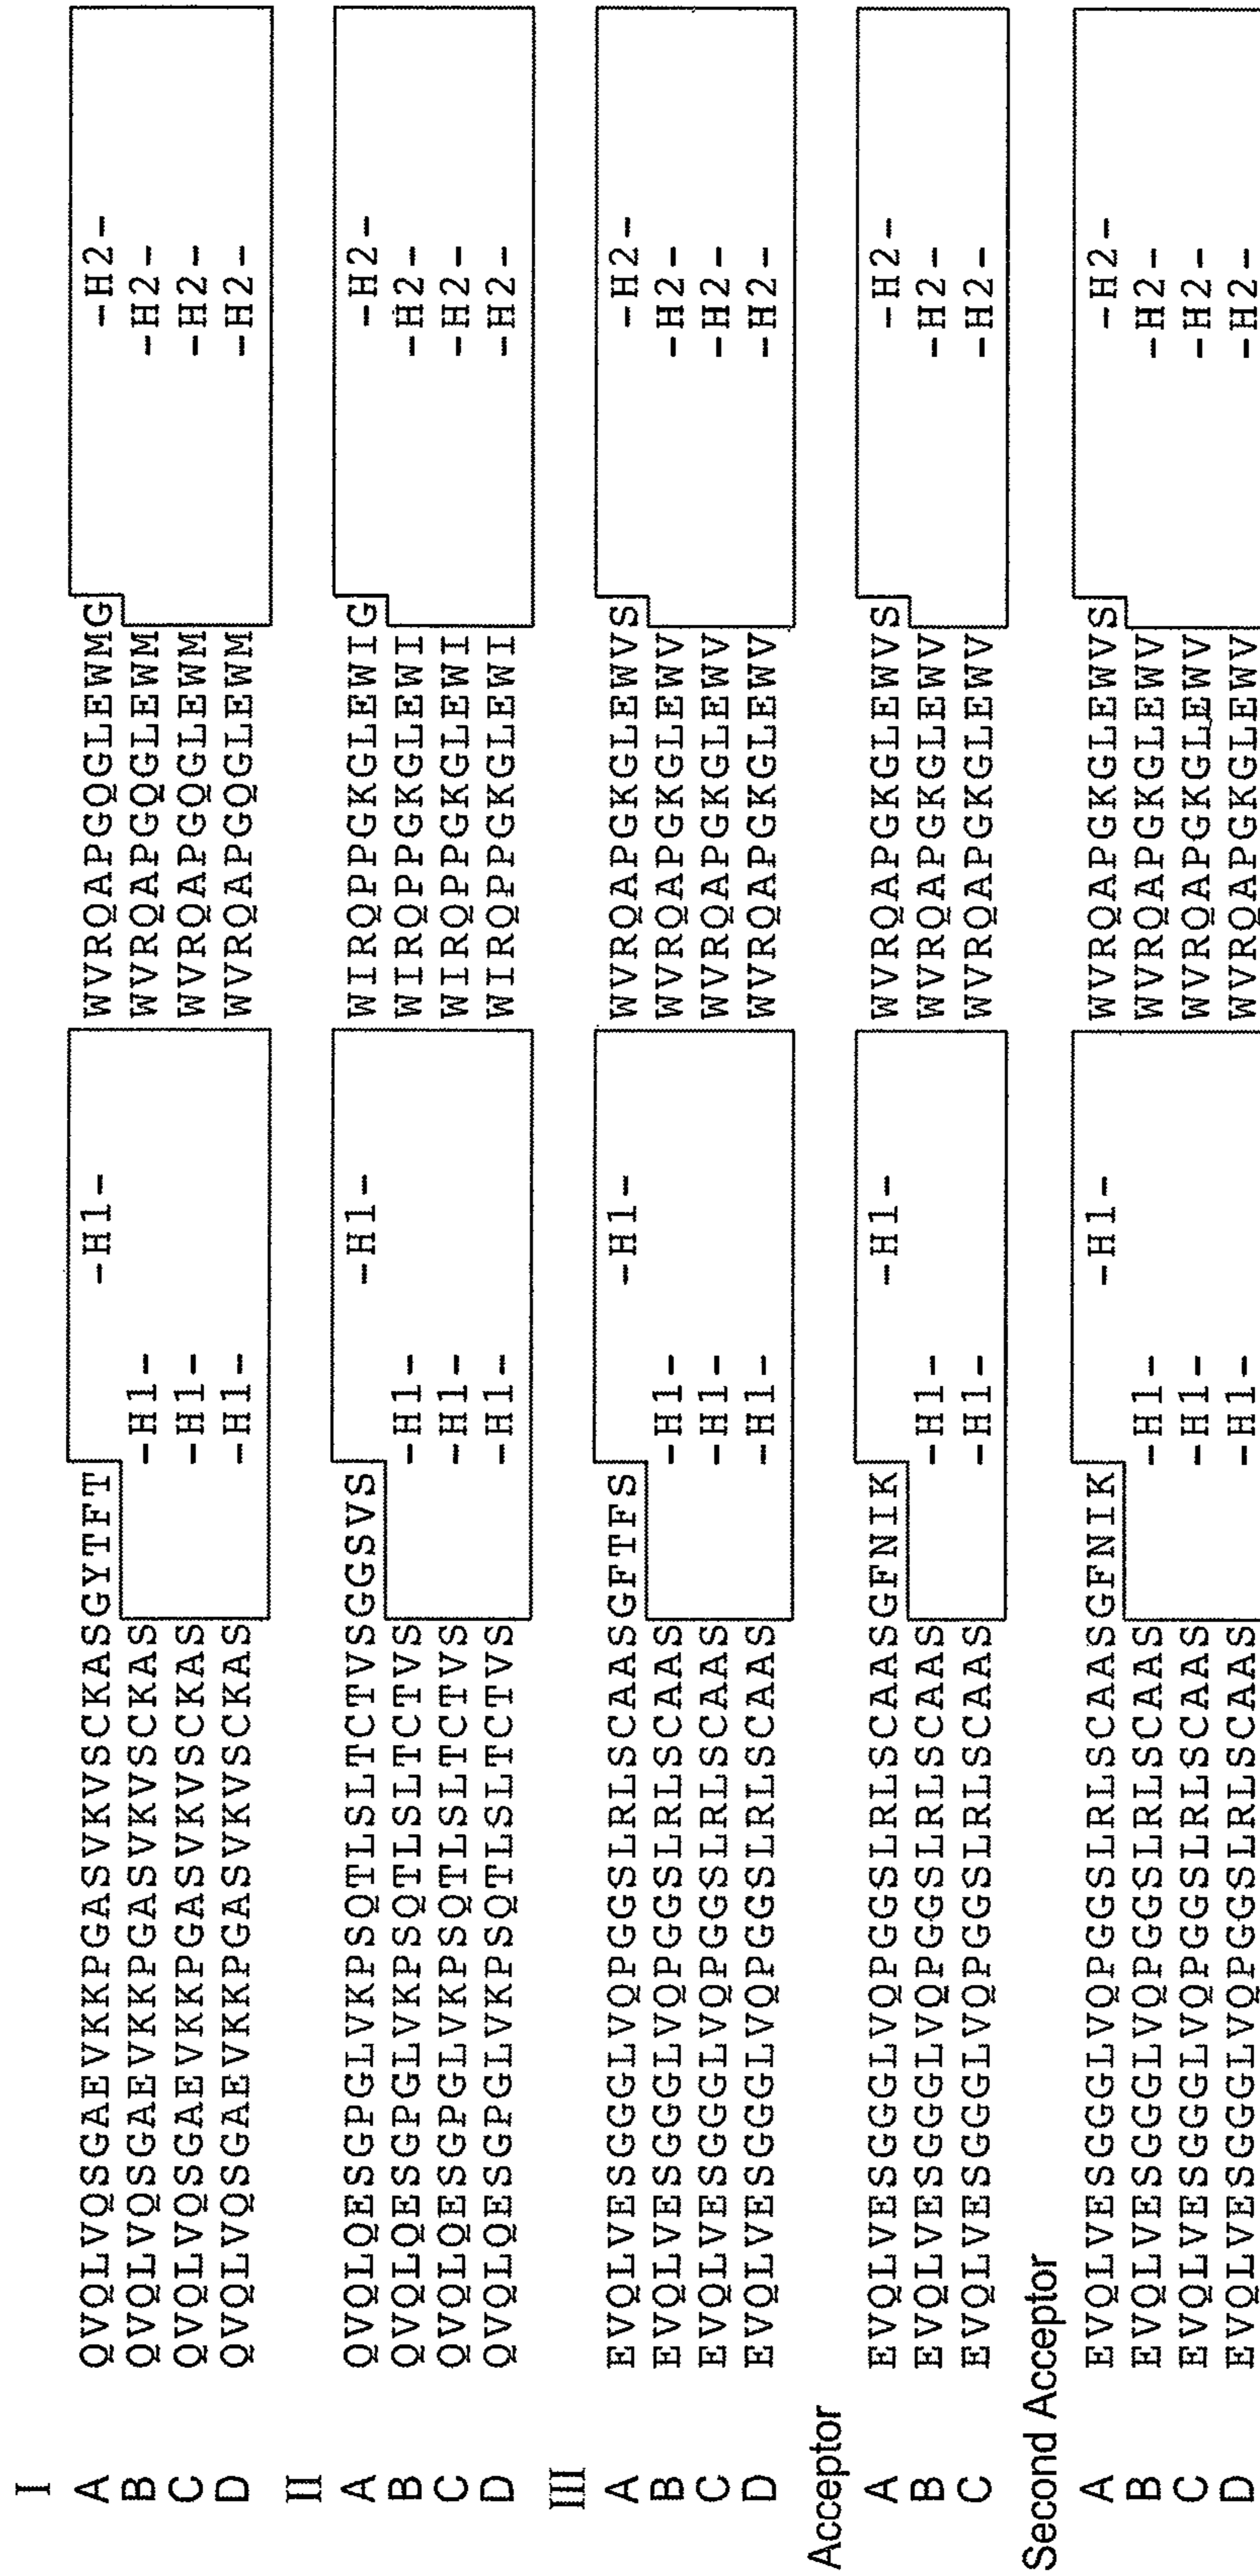 I
A QVQLVQSGAEVKKPGASVKVSCKASGYTFT -H1- WVRQAPGQGLEWMG -H2-
B QVQLVQSGAEVKKPGASVKVSCKAS -H1- WVRQAPGQGLEWM -H2-
C QVQLVQSGAEVKKPGASVKVSCKAS -H1- WVRQAPGQGLEWM -H2-
D QVQLVQSGAEVKKPGASVKVSCKAS -H1- WVRQAPGQGLEWM -H2-
II
A QVQLQESGPGLVKPSQTLSLTCTVSGGSVS -H1- WIRQPPGKGLEWIG -H2-
B QVQLQESGPGLVKPSQTLSLTCTVS -H1- WIRQPPGKGLEWI -H2-
C QVQLQESGPGLVKPSQTLSLTCTVS -H1- WIRQPPGKGLEWI -H2-
D QVQLQESGPGLVKPSQTLSLTCTVS -H1- WIRQPPGKGLEWI -H2-
III
A EVQLVESGGGLVQPGGSLRLSCAASGFTFS -H1- WVRQAPGKGLEWVS -H2-
B EVQLVESGGGLVQPGGSLRLSCAAS -H1- WVRQAPGKGLEWV -H2-
C EVQLVESGGGLVQPGGSLRLSCAAS -H1- WVRQAPGKGLEWV -H2-
D EVQLVESGGGLVQPGGSLRLSCAAS -H1- WVRQAPGKGLEWV -H2-
Acceptor
A EVQLVESGGGLVQPGGSLRLSCAASGFNIK -H1- WVRQAPGKGLEWVS -H2-
B EVQLVESGGGLVQPGGSLRLSCAAS -H1- WVRQAPGKGLEWV -H2-
C EVQLVESGGGLVQPGGSLRLSCAAS -H1- WVRQAPGKGLEWV -H2-
Second Acceptor
A EVQLVESGGGLVQPGGSLRLSCAASGFNIK -H1- WVRQAPGKGLEWVS -H2-
B EVQLVESGGGLVQPGGSLRLSCAAS -H1- WVRQAPGKGLEWV -H2-
C EVQLVESGGGLVQPGGSLRLSCAAS -H1- WVRQAPGKGLEWV -H2-
D EVQLVESGGGLVQPGGSLRLSCAAS -H1- WVRQAPGKGLEWV -H2-